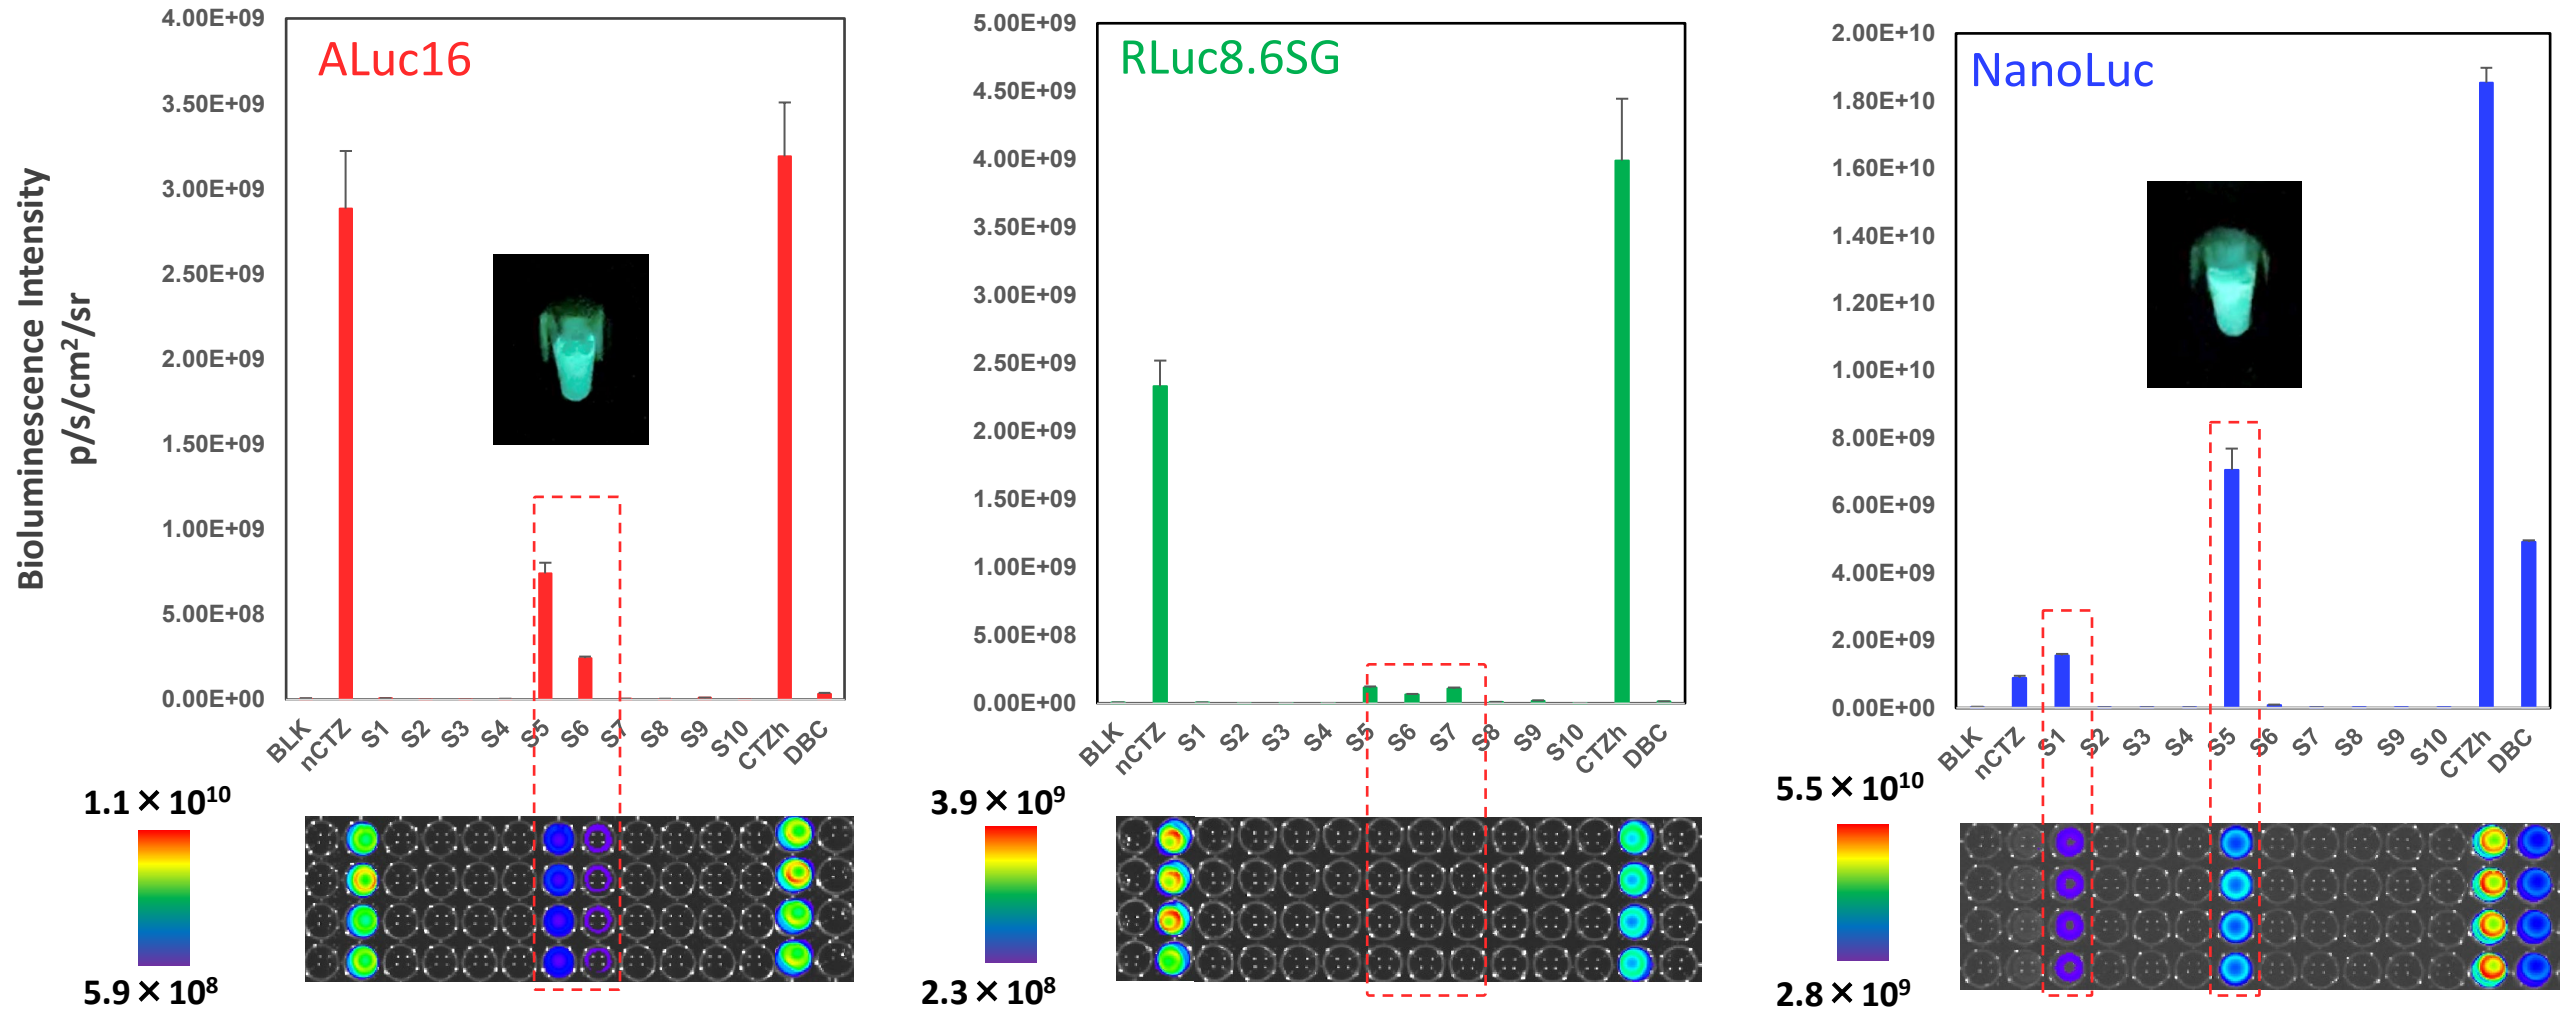 Bioluminescence Intensity
p/s/cm²/sr
ALuc16
4.00E+09
3.50E+09
3.00E+09
2.50E+09
2.00E+09
1.50E+09
1.00E+09
5.00E+08
0.00E+00
BLK nCTZ S1 S2 S3 S4 S5 S6 S7 S8 S9 S10 CTZh DBC
1.1 × 10¹⁰
5.9 × 10⁸
RLuc8.6SG
5.00E+09
4.50E+09
4.00E+09
3.50E+09
3.00E+09
2.50E+09
2.00E+09
1.50E+09
1.00E+09
5.00E+08
0.00E+00
BLK nCTZ S1 S2 S3 S4 S5 S6 S7 S8 S9 S10 CTZh DBC
3.9 × 10⁹
2.3 × 10⁸
NanoLuc
2.00E+10
1.80E+10
1.60E+10
1.40E+10
1.20E+10
1.00E+10
8.00E+09
6.00E+09
4.00E+09
2.00E+09
0.00E+00
BLK nCTZ S1 S2 S3 S4 S5 S6 S7 S8 S9 S10 CTZh DBC
5.5 × 10¹⁰
2.8 × 10⁹